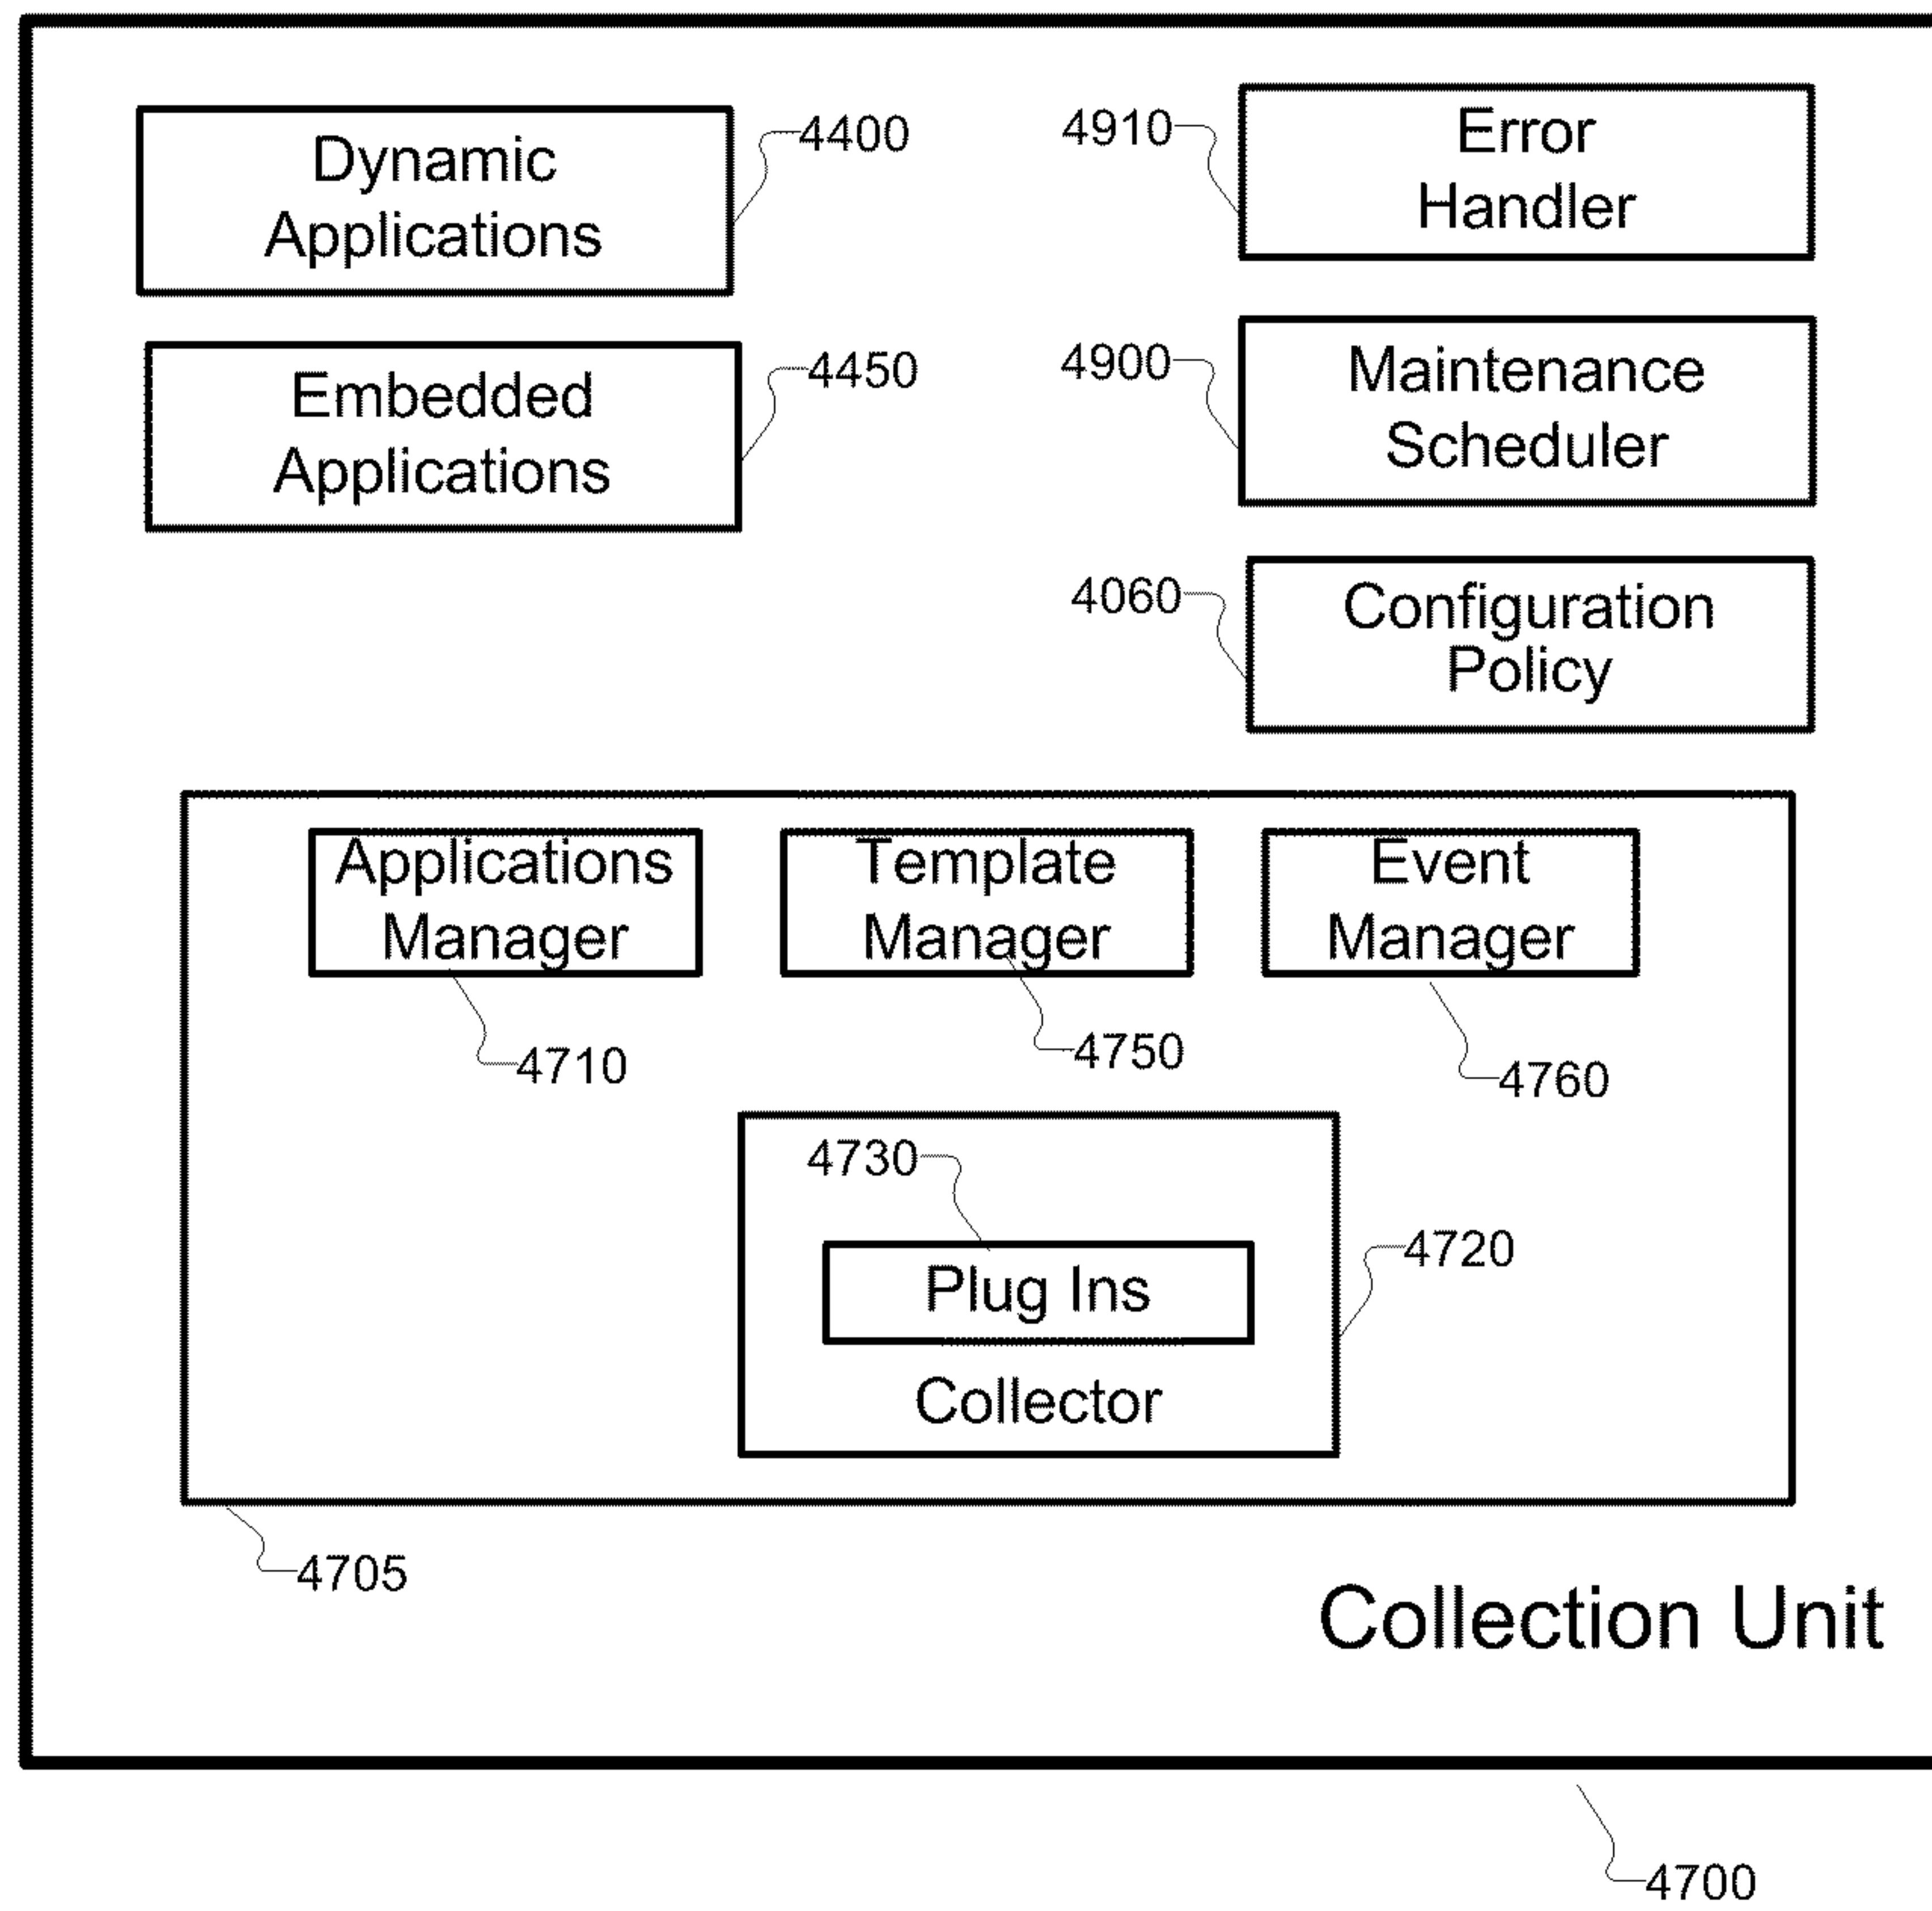 Dynamic
Applications
4400
4910
Error
Handler
Embedded
Applications
4450
4900
Maintenance
Scheduler
4060
Configuration
Policy
Applications
Manager
4710
Template
Manager
4750
Event
Manager
4760
4730
Plug Ins
Collector
4720
4705
Collection Unit
4700